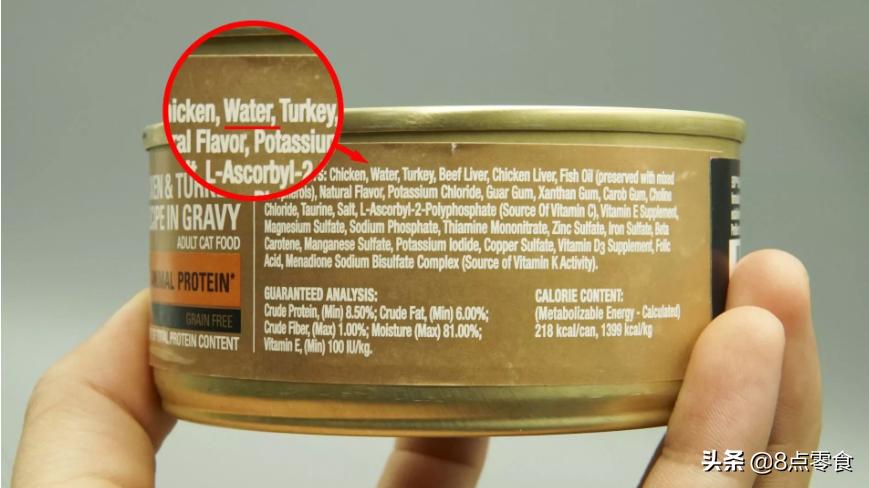 hicken, Water, Turkey,
ral Flavor, Potassium
L-Ascorbyl-2
Chicken, Water, Turkey, Beef Liver, Chicken Liver, Fish Oil (preserved with mixed
Natural Flavor, Potassium Chloride, Guar Gum, Xanthan Gum, Carob Gum, Choline
Chloride, Taurine, Salt, L-Ascorbyl-2-Polyphosphate (Source Of Vitamin C), Vitamin E Supplement,
Magnesium Sulfate, Sodium Phosphate, Thiamine Mononitrate, Zinc Sulfate, Iron Sulfate, Beta
Carotene, Manganese Sulfate, Potassium Iodide, Copper Sulfate, Vitamin D3 Supplement, Folic
Acid, Menadione Sodium Bisulfate Complex (Source of Vitamin K Activity).
EN & TURKE
CIPE IN GRAVY
ADULT CAT FOOD
NIMAL PROTEIN*
GRAIN FREE
PROTEIN CONTENT
GUARANTEED ANALYSIS:
Crude Protein, (Min) 8.50%; Crude Fat, (Min) 6.00%;
Crude Fiber, (Max) 1.00%; Moisture (Max) 81.00%;
Vitamin E, (Min) 100 IU/kg.
CALORIE CONTENT:
(Metabolizable Energy - Calculated)
218 kcal/can, 1399 kcal/kg
头条 @8点零食